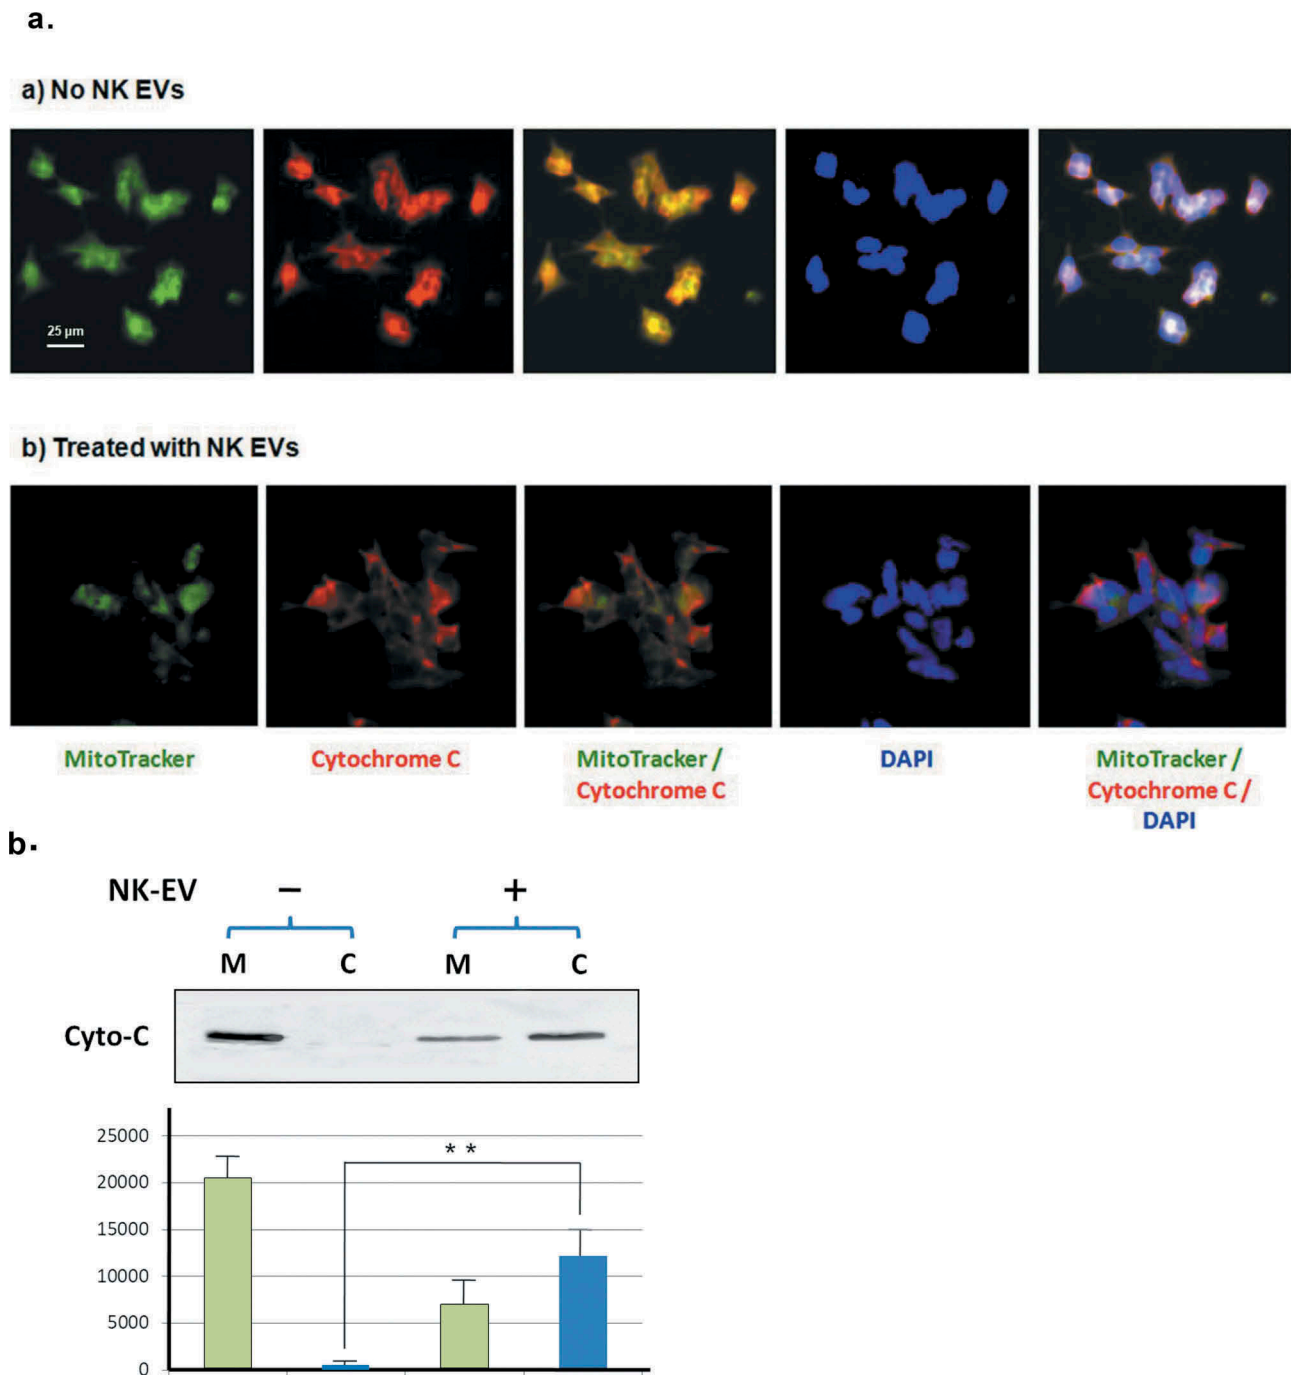 a.
a) No NK EVs
25 µm
b) Treated with NK EVs
MitoTracker
Cytochrome C
MitoTracker /
Cytochrome C
DAPI
MitoTracker /
Cytochrome C /
DAPI
b.
NK-EV − +
M C M C
Cyto-C
25000
* *
20000
15000
10000
5000
0